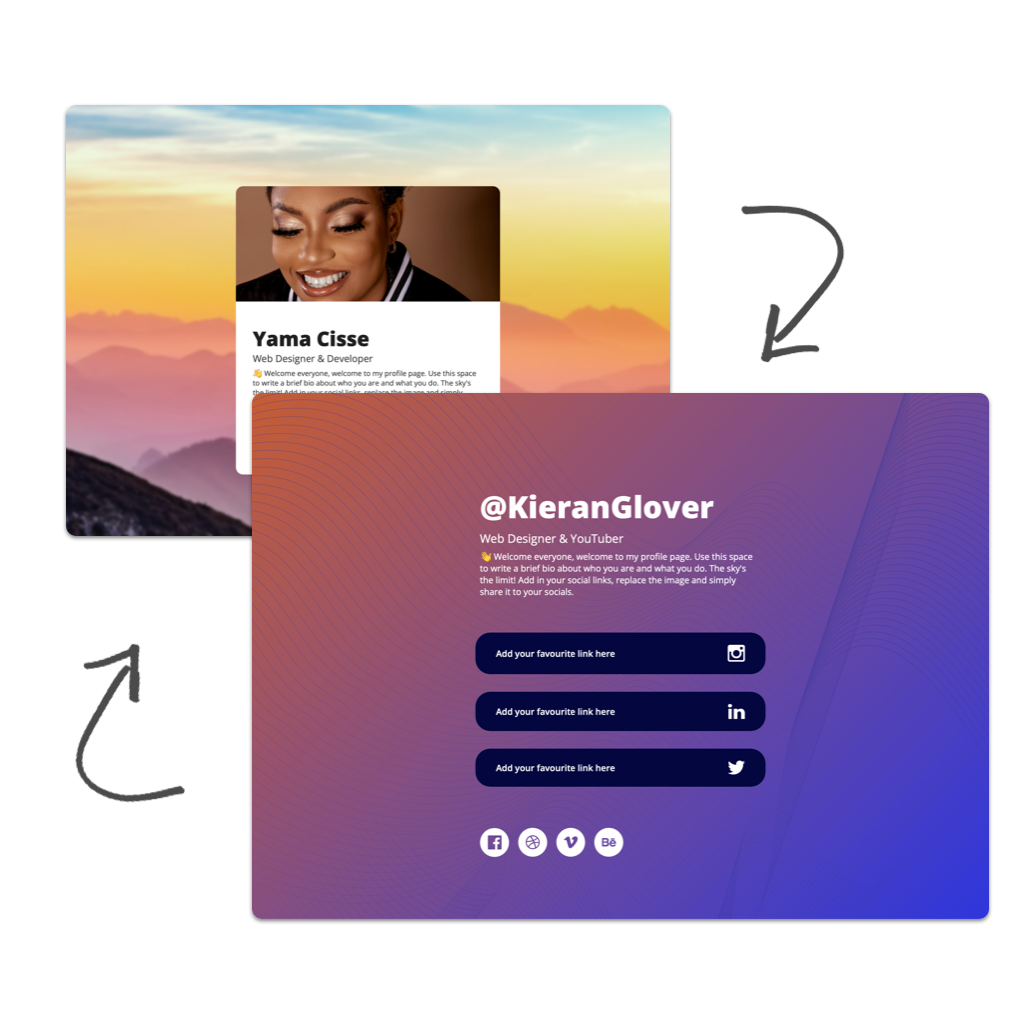 Yama Cisse
Web Designer & Developer
👋 Welcome everyone, welcome to my profile page. Use this space
to write a brief bio about who you are and what you do. The sky's
the limit! Add in your social links, replace the image and simply
@KieranGlover
Web Designer & YouTuber
👋 Welcome everyone, welcome to my profile page. Use this space
to write a brief bio about who you are and what you do. The sky's
the limit! Add in your social links, replace the image and simply
share it to your socials.
Add your favourite link here
Add your favourite link here
in
Add your favourite link here
Bē